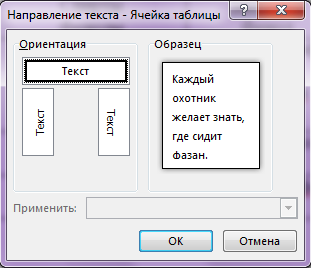 Направление текста - Ячейка таблицы
Ориентация
Образец
Текст
Текст
Текст
Каждый
охотник
желает знать,
где сидит
фазан.
Применить:
ОК
Отмена